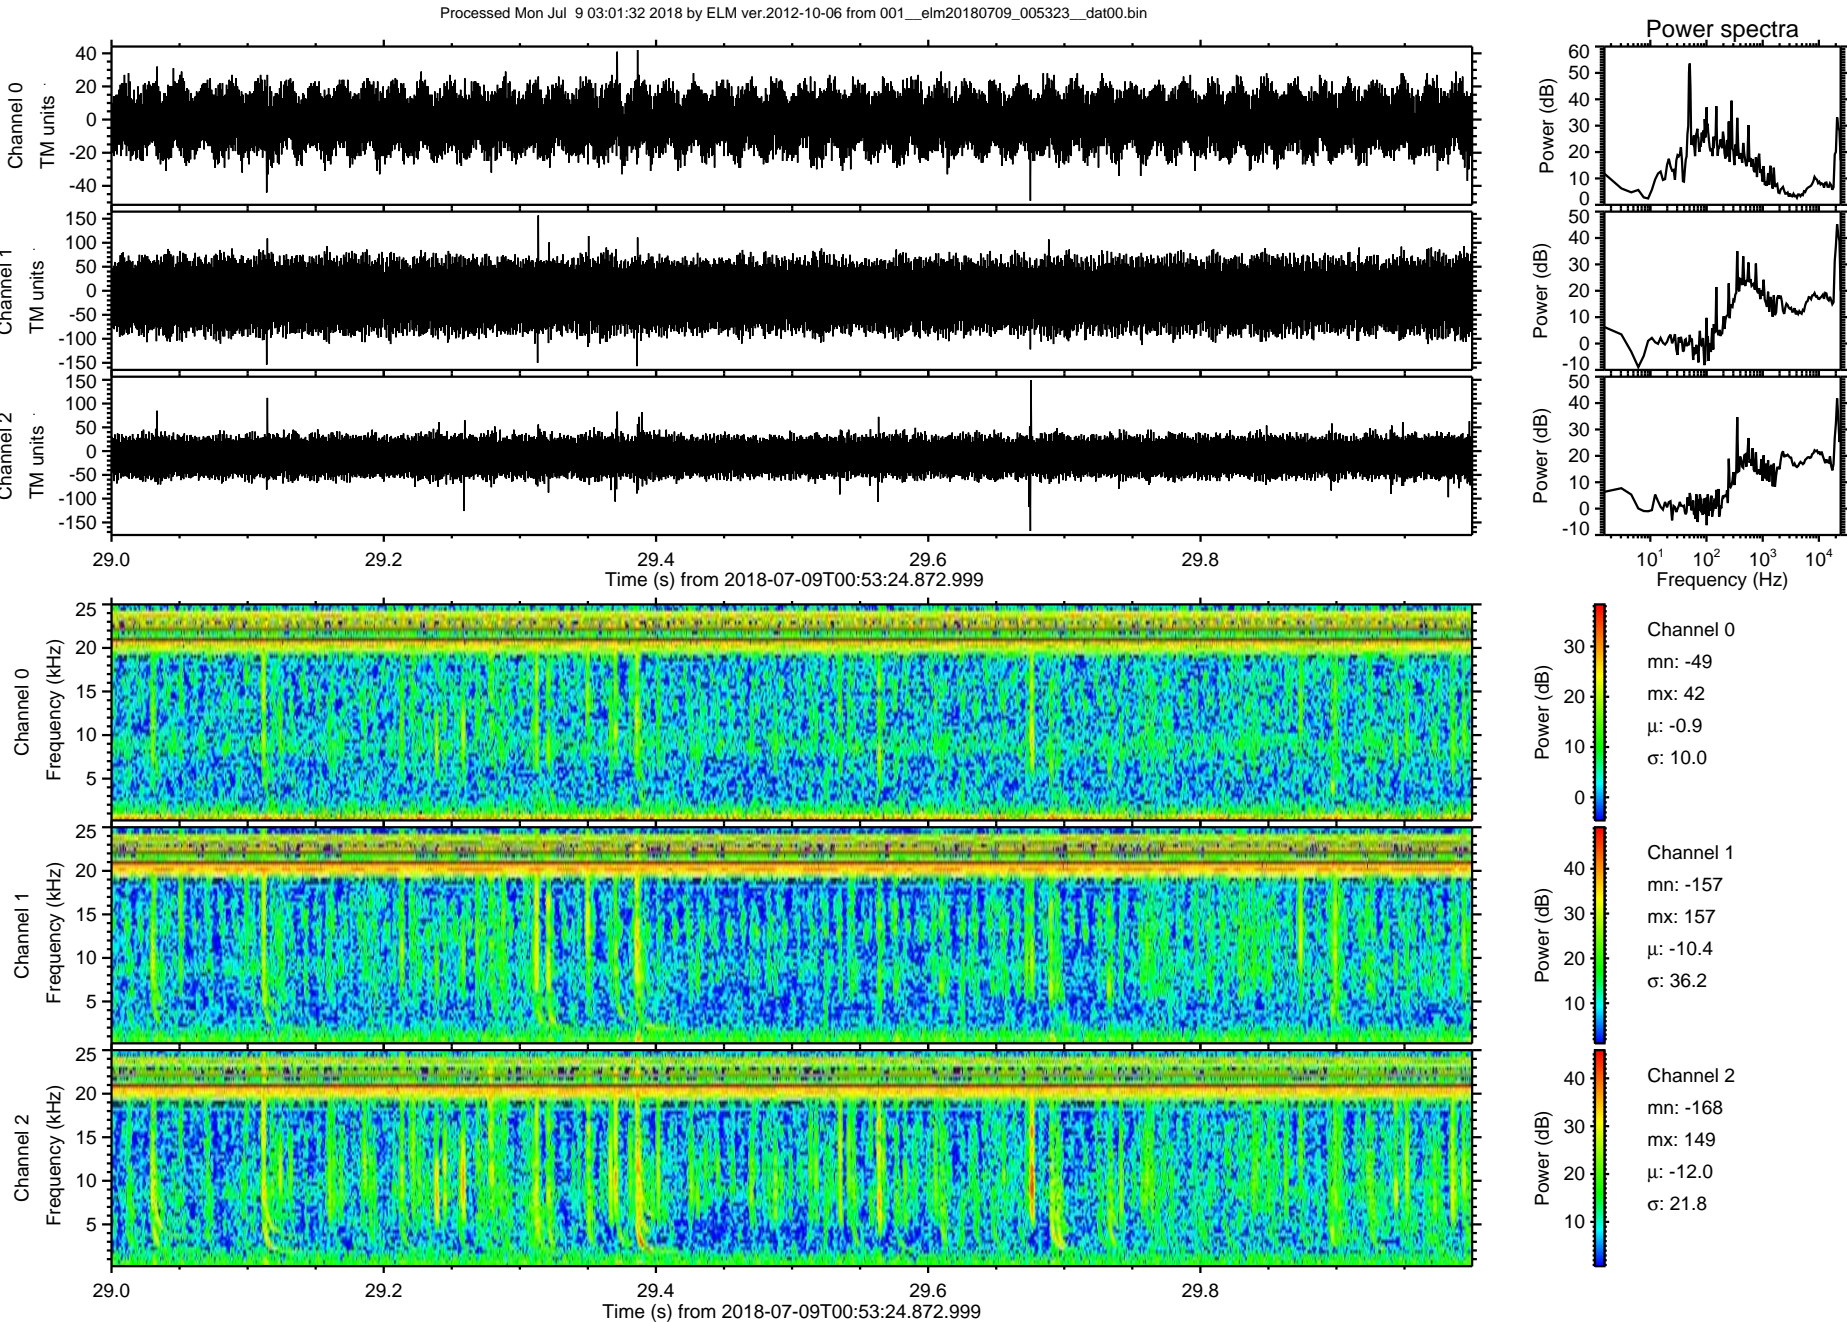 Processed Mon Jul 9 03:01:32 2018 by ELM ver.2012-10-06 from 001__elm20180709_005323__dat00.bin
Power spectra
Channel 0
TM units
40
20
0
-20
-40
Power (dB)
60
50
40
30
20
10
0
Channel 1
TM units
150
100
50
0
-50
-100
-150
Power (dB)
50
40
30
20
10
0
-10
Channel 2
TM units
150
100
50
0
-50
-100
-150
Power (dB)
50
40
30
20
10
0
-10
29.0 29.2 29.4 29.6 29.8
Time (s) from 2018-07-09T00:53:24.872.999
10¹ 10² 10³ 10⁴
Frequency (Hz)
Channel 0
Frequency (kHz)
25
20
15
10
5
Power (dB)
30
20
10
0
Channel 0
mn: -49
mx: 42
μ: -0.9
σ: 10.0
Channel 1
Frequency (kHz)
25
20
15
10
5
Power (dB)
40
30
20
10
Channel 1
mn: -157
mx: 157
μ: -10.4
σ: 36.2
Channel 2
Frequency (kHz)
25
20
15
10
5
Power (dB)
40
30
20
10
Channel 2
mn: -168
mx: 149
μ: -12.0
σ: 21.8
29.0 29.2 29.4 29.6 29.8
Time (s) from 2018-07-09T00:53:24.872.999